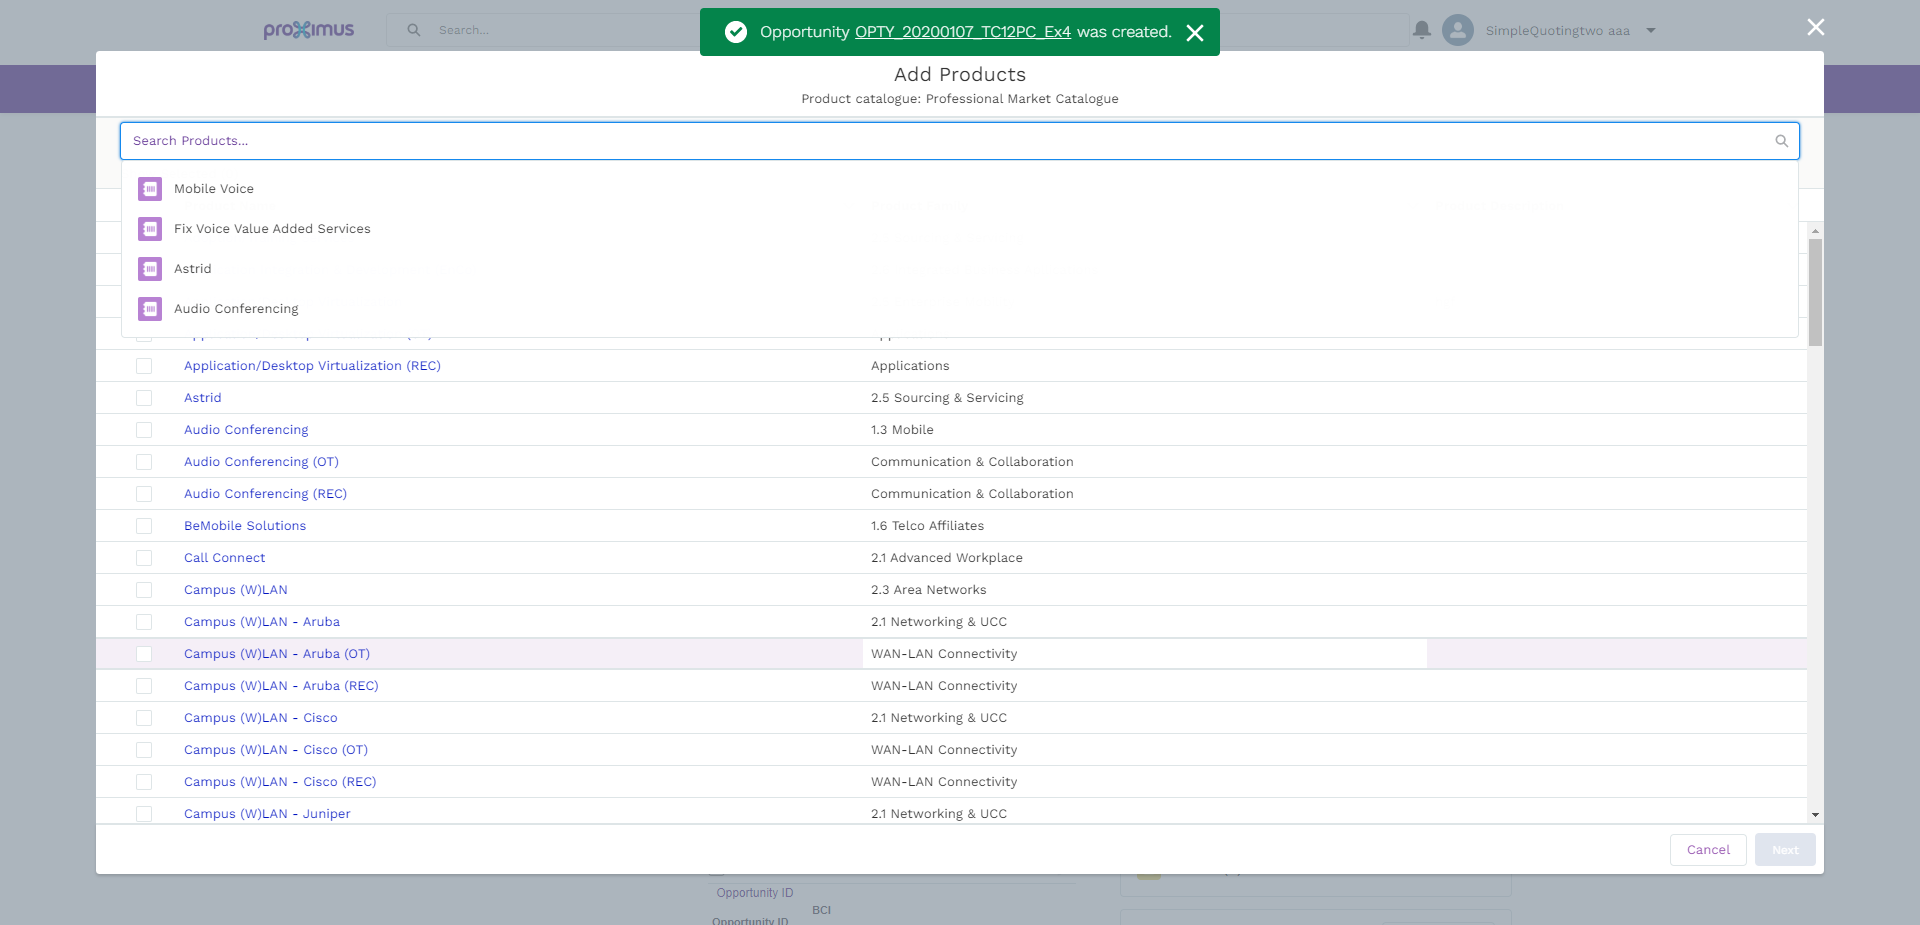 proximus
Search...
Opportunity OPTY_20200107_TC12PC_Ex4 was created.
SimpleQuotingtwo aaa
Add Products
Product catalogue: Professional Market Catalogue
Search Products...
Mobile Voice
Fix Voice Value Added Services
Astrid
Audio Conferencing
Application/Desktop Virtualization (REC) Applications
Astrid 2.5 Sourcing & Servicing
Audio Conferencing 1.3 Mobile
Audio Conferencing (OT) Communication & Collaboration
Audio Conferencing (REC) Communication & Collaboration
BeMobile Solutions 1.6 Telco Affiliates
Call Connect 2.1 Advanced Workplace
Campus (W)LAN 2.3 Area Networks
Campus (W)LAN - Aruba 2.1 Networking & UCC
Campus (W)LAN - Aruba (OT) WAN-LAN Connectivity
Campus (W)LAN - Aruba (REC) WAN-LAN Connectivity
Campus (W)LAN - Cisco 2.1 Networking & UCC
Campus (W)LAN - Cisco (OT) WAN-LAN Connectivity
Campus (W)LAN - Cisco (REC) WAN-LAN Connectivity
Campus (W)LAN - Juniper 2.1 Networking & UCC
Cancel Next
Opportunity ID
BCI
Opportunity ID